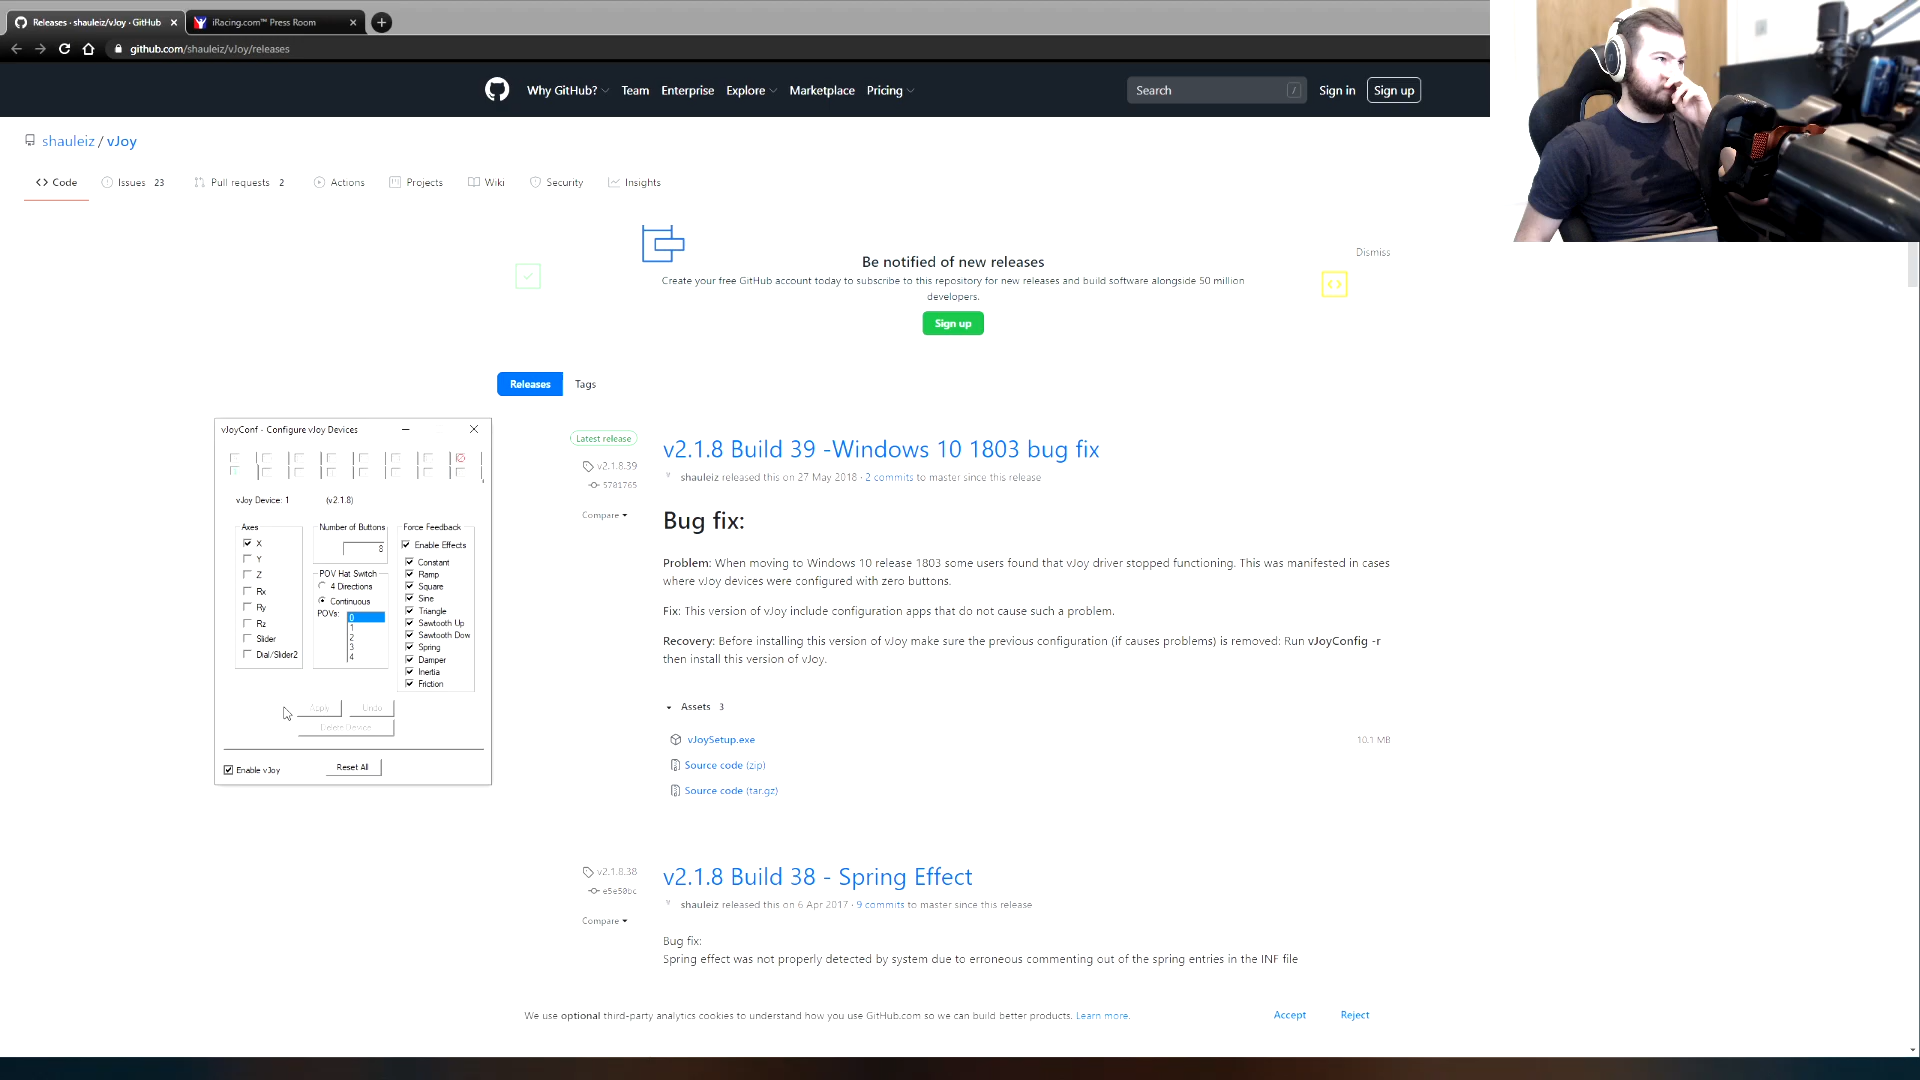 Releases · shauleiz/vJoy · GitHub
iRacing.com™ Press Room
github.com/shauleiz/vJoy/releases
Why GitHub? Team Enterprise Explore Marketplace Pricing
Search /
Sign in Sign up
shauleiz / vJoy
Code Issues 23 Pull requests 2 Actions Projects Wiki Security Insights
Be notified of new releases
Dismiss
Create your free GitHub account today to subscribe to this repository for new releases and build software alongside 50 million
developers.
Sign up
Releases Tags
vJoyConf - Configure vJoy Devices
vJoy Device: 1 (v2.1.8)
Axes
X
Y
Z
Rx
Ry
Rz
Slider
Dial/Slider2
Number of Buttons
8
POV Hat Switch
4 Directions
Continuous
POVs:
0
1
2
3
4
Force Feedback
Enable Effects
Constant
Ramp
Square
Sine
Triangle
Sawtooth Up
Sawtooth Dow
Spring
Damper
Inertia
Friction
Apply Undo
Delete Device
Enable vJoy Reset All
Latest release
v2.1.8.39
5701765
Compare
v2.1.8 Build 39 -Windows 10 1803 bug fix
shauleiz released this on 27 May 2018 · 2 commits to master since this release
Bug fix:
Problem: When moving to Windows 10 release 1803 some users found that vJoy driver stopped functioning. This was manifested in cases
where vJoy devices were configured with zero buttons.
Fix: This version of vJoy include configuration apps that do not cause such a problem.
Recovery: Before installing this version of vJoy make sure the previous configuration (if causes problems) is removed: Run vJoyConfig -r
then install this version of vJoy.
Assets 3
vJoySetup.exe 10.1 MB
Source code (zip)
Source code (tar.gz)
v2.1.8.38
e5e50bc
Compare
v2.1.8 Build 38 - Spring Effect
shauleiz released this on 6 Apr 2017 · 9 commits to master since this release
Bug fix:
Spring effect was not properly detected by system due to erroneous commenting out of the spring entries in the INF file
We use optional third-party analytics cookies to understand how you use GitHub.com so we can build better products. Learn more.
Accept Reject